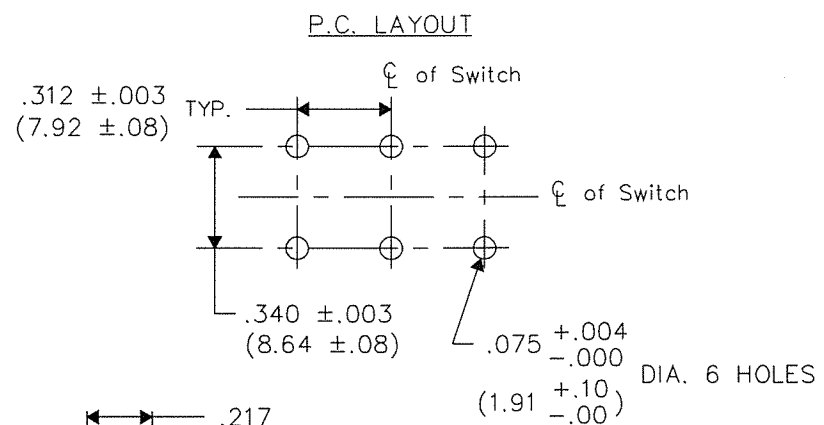 P.C. LAYOUT
℄ of Switch
.312 ±.003 TYP.
(7.92 ±.08)
℄ of Switch
.340 ±.003
(8.64 ±.08)
.075 +.004
-.000
DIA. 6 HOLES
(1.91 +.10
-.00)
.217